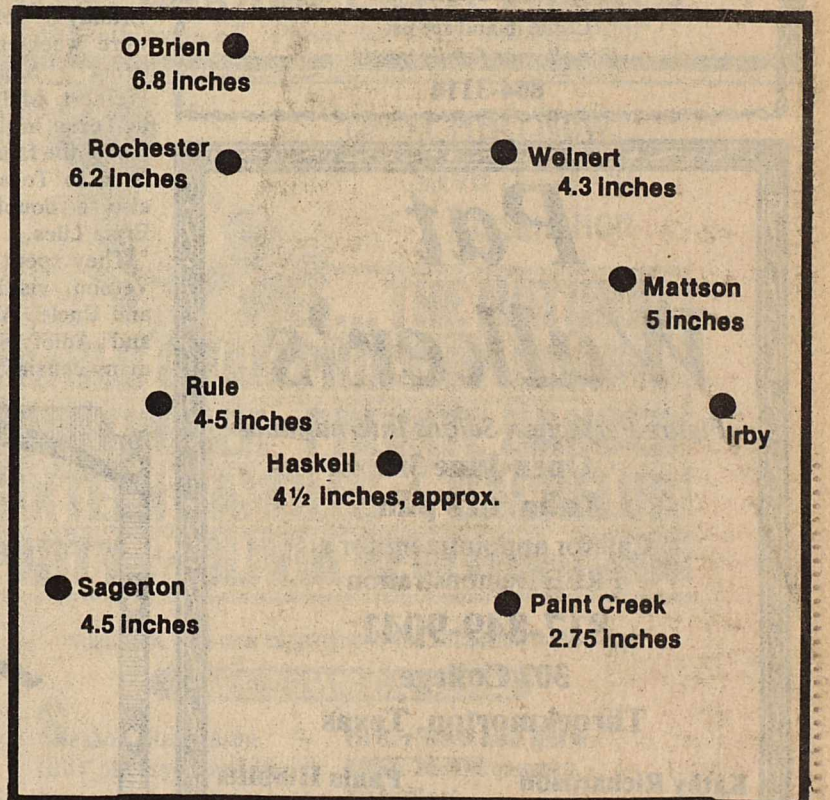 O'Brien
6.8 inches
Rochester
6.2 inches
Weinert
4.3 inches
Mattson
5 inches
Rule
4-5 inches
Irby
Haskell
4½ inches, approx.
Sagerton
4.5 inches
Paint Creek
2.75 inches